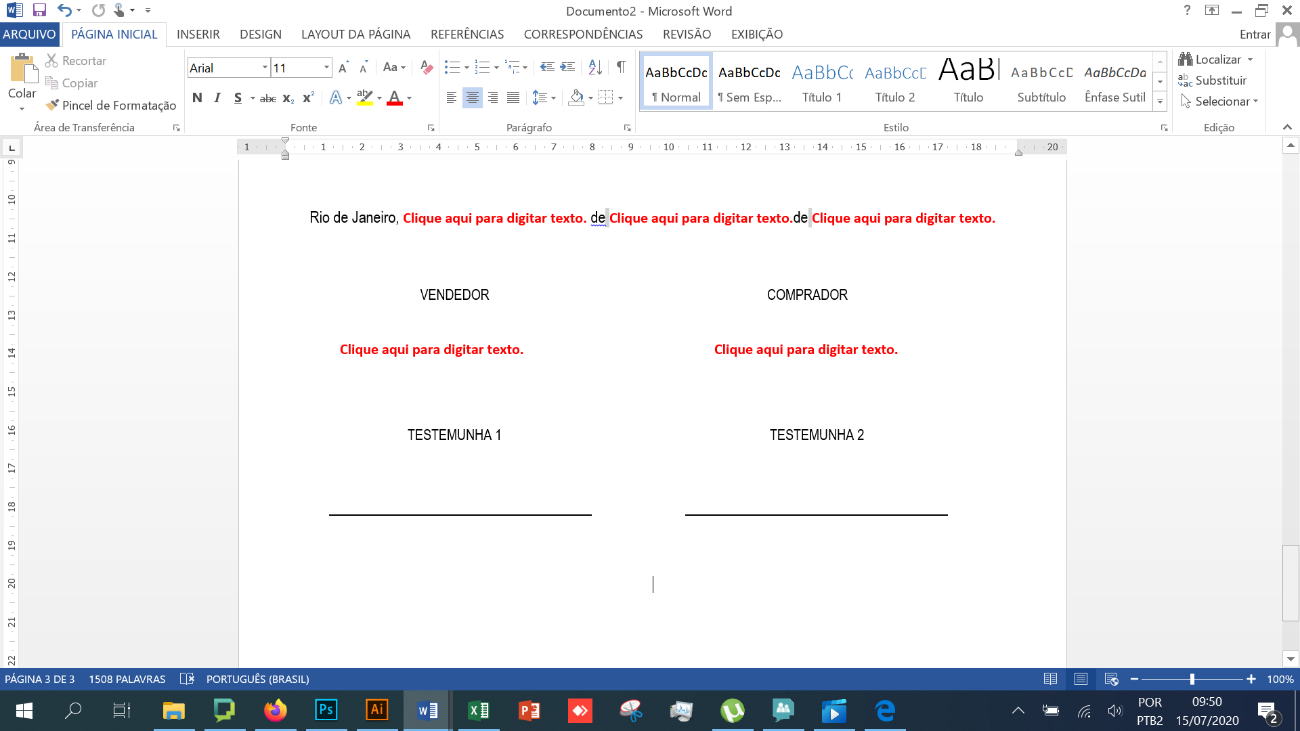 Documento2 - Microsoft Word
?
ARQUIVO PÁGINA INICIAL INSERIR DESIGN LAYOUT DA PÁGINA REFERÊNCIAS CORRESPONDÊNCIAS REVISÃO EXIBIÇÃO Entrar
Colar
Recortar
Copiar
Pincel de Formatação
Área de Transferência
Arial 11
Aa
N I S abc x₂ x² A ab A
Fonte
Parágrafo
AaBbCcDc AaBbCcDc AaBbCc AaBbCcD AaB AaBbCcD AaBbCcDa
¶ Normal ¶ Sem Esp... Título 1 Título 2 Título Subtítulo Ênfase Sutil
Estilo
Localizar
Substituir
Selecionar
Edição
1 1 2 3 4 5 6 7 8 9 10 11 12 13 14 15 16 17 18 20
9 10 11 12 13 14 15 16 17 18 19 20 21 22
Rio de Janeiro, Clique aqui para digitar texto. de Clique aqui para digitar texto.de Clique aqui para digitar texto.
VENDEDOR COMPRADOR
Clique aqui para digitar texto. Clique aqui para digitar texto.
TESTEMUNHA 1 TESTEMUNHA 2
PÁGINA 3 DE 3 1508 PALAVRAS PORTUGUÊS (BRASIL) 100%
Ps Ai
POR
PTB2
09:50
15/07/2020
2